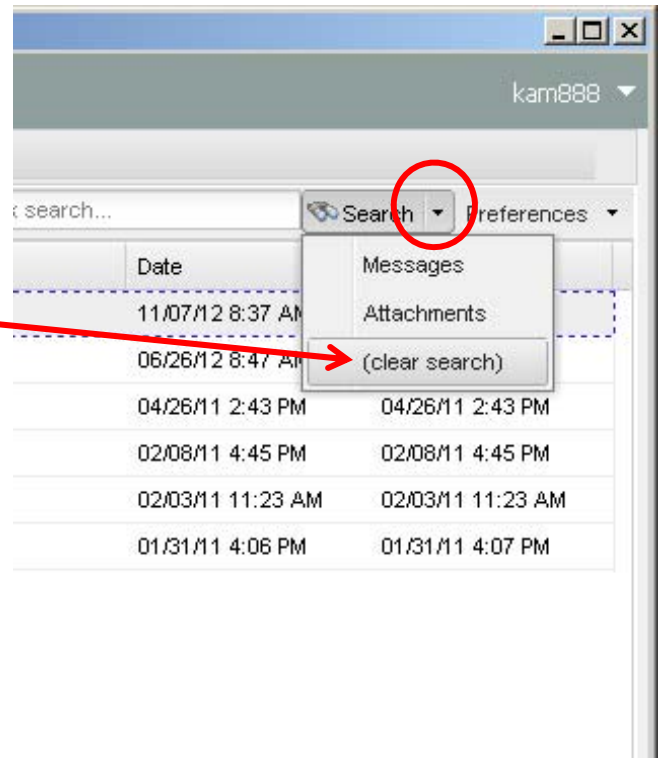 kam888
search...
Search Preferences
Date Messages
11/07/12 8:37 Attachments
06/26/12 8:47 (clear search)
04/26/11 2:43 PM 04/26/11 2:43 PM
02/08/11 4:45 PM 02/08/11 4:45 PM
02/03/11 11:23 AM 02/03/11 11:23 AM
01/31/11 4:06 PM 01/31/11 4:07 PM